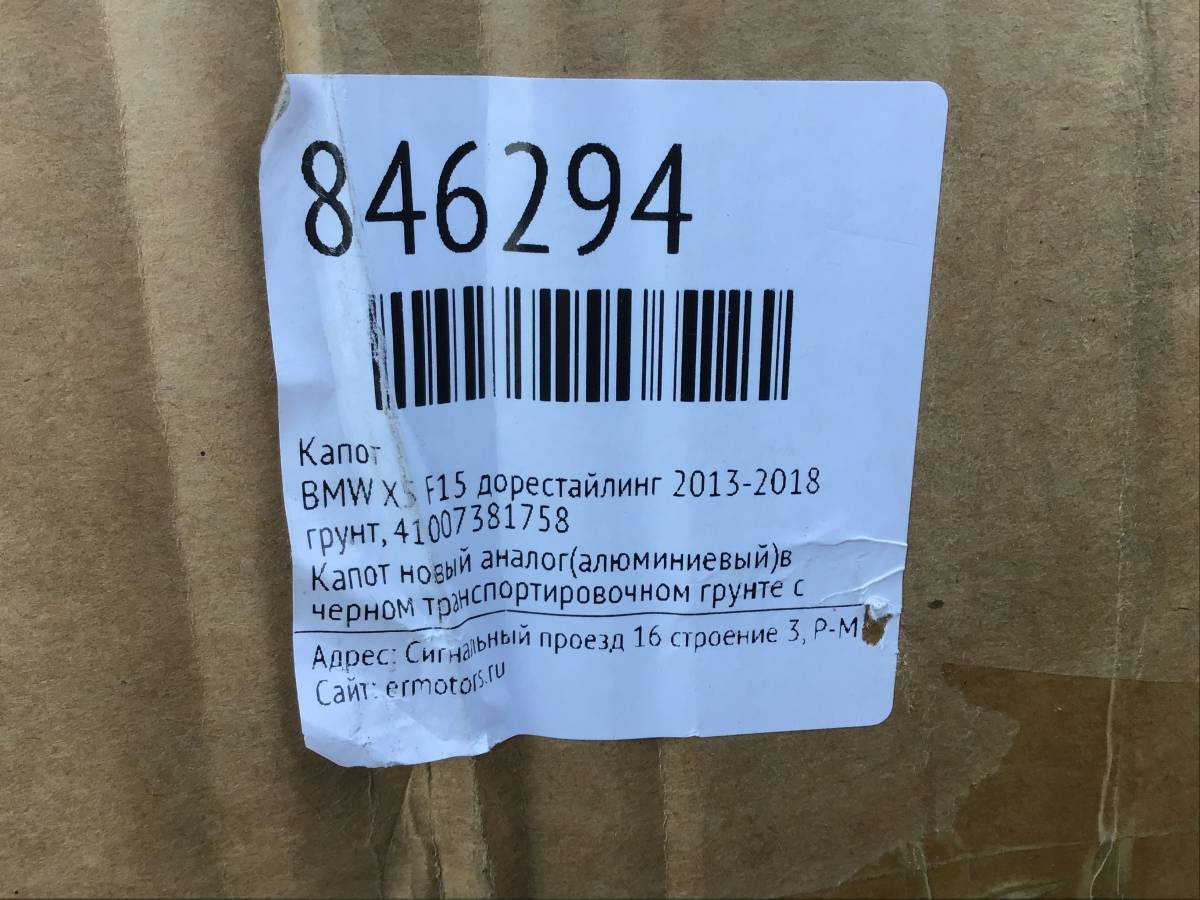 846294
Капот
BMW X5 F15 дорестайлинг 2013-2018
грунт, 41007381758
Капот новый аналог(алюминиевый)в
черном транспортировочном грунте с
Адрес: Сигнальный проезд 16 строение 3, Р-М
Сайт: ermotors.ru